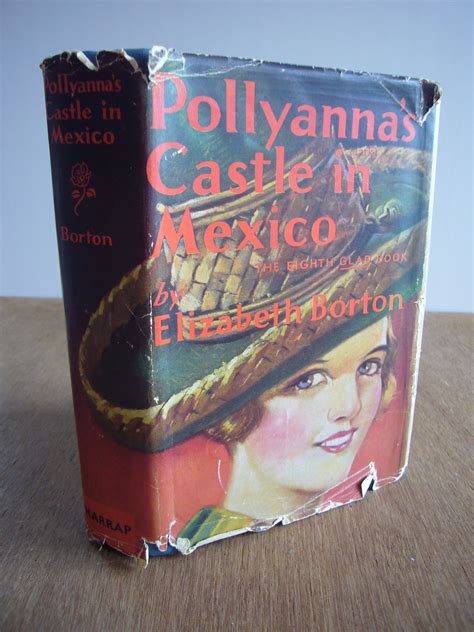 Pollyanna's
Castle in
Mexico
Borton
HARRAP
Pollyanna's
Castle in
Mexico
THE EIGHTH GLAD BOOK
by
Elizabeth Borton